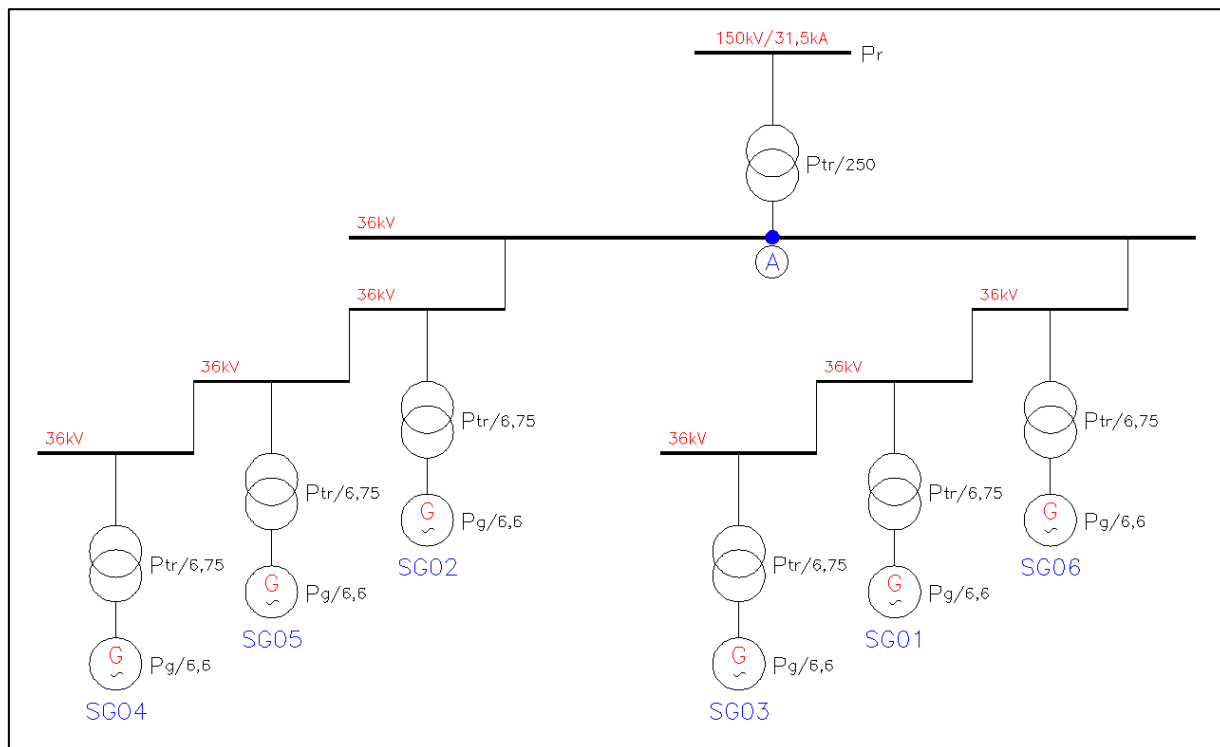 150kV/31,5kA
Pr
Ptr/250
36kV
A
36kV
36kV
36kV
Ptr/6,75
36kV
Ptr/6,75
36kV
Ptr/6,75
G
~
Pg/6,6
SG02
36kV
Ptr/6,75
G
~
Pg/6,6
SG06
Ptr/6,75
G
~
Pg/6,6
SG05
Ptr/6,75
G
~
Pg/6,6
SG01
G
~
Pg/6,6
SG04
G
~
Pg/6,6
SG03